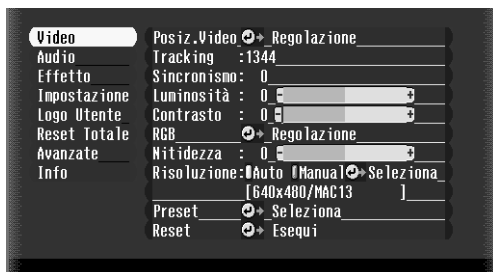 Video
Audio
Effetto
Impostazione
Logo Utente
Reset Totale
Avanzate
Info
Posiz.Video Regolazione
Tracking :1344
Sincronismo: 0
Luminosità : 0 - +
Contrasto : 0 - +
RGB Regolazione
Nitidezza : 0 - +
Risoluzione: Auto Manual Seleziona
[640x480/MAC13 ]
Preset Seleziona
Reset Esequi